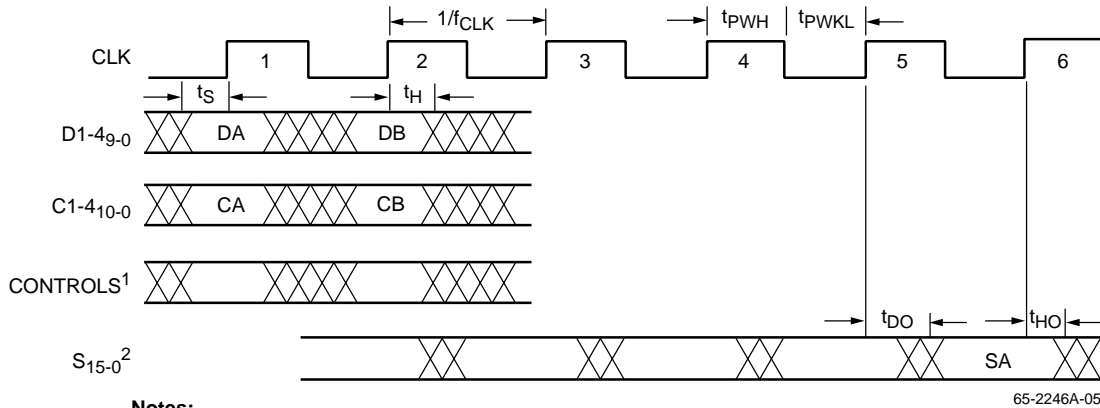 1/fCLK
tPWH
tPWKL
CLK
1
2
3
4
5
6
tS
tH
D1-49-0
DA
DB
C1-410-0
CA
CB
CONTROLS1
tDO
tHO
S15-02
SA
65-2246A-05
Notes: